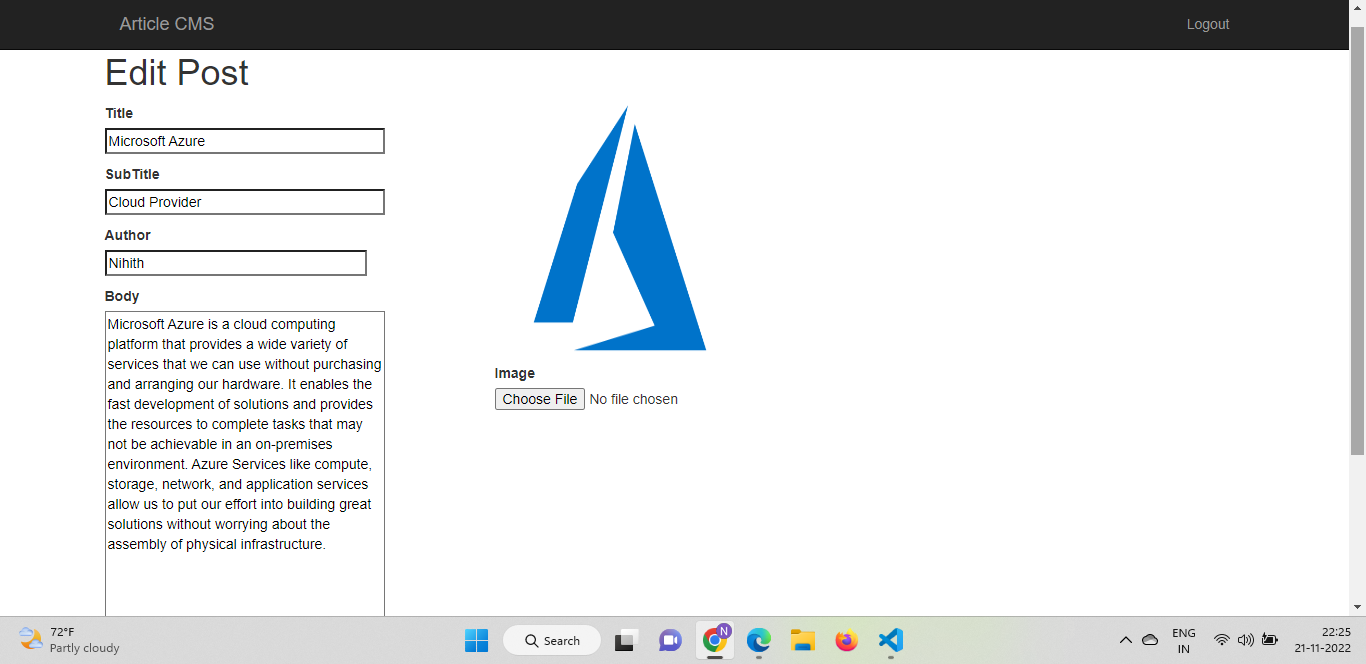 Article CMS
Logout
Edit Post
Title
Microsoft Azure
SubTitle
Cloud Provider
Author
Nihith
Body
Microsoft Azure is a cloud computing
platform that provides a wide variety of
services that we can use without purchasing
and arranging our hardware. It enables the
fast development of solutions and provides
the resources to complete tasks that may
not be achievable in an on-premises
environment. Azure Services like compute,
storage, network, and application services
allow us to put our effort into building great
solutions without worrying about the
assembly of physical infrastructure.
Image
Choose File No file chosen
72°F
Partly cloudy
Search
N
ENG
IN
22:25
21-11-2022